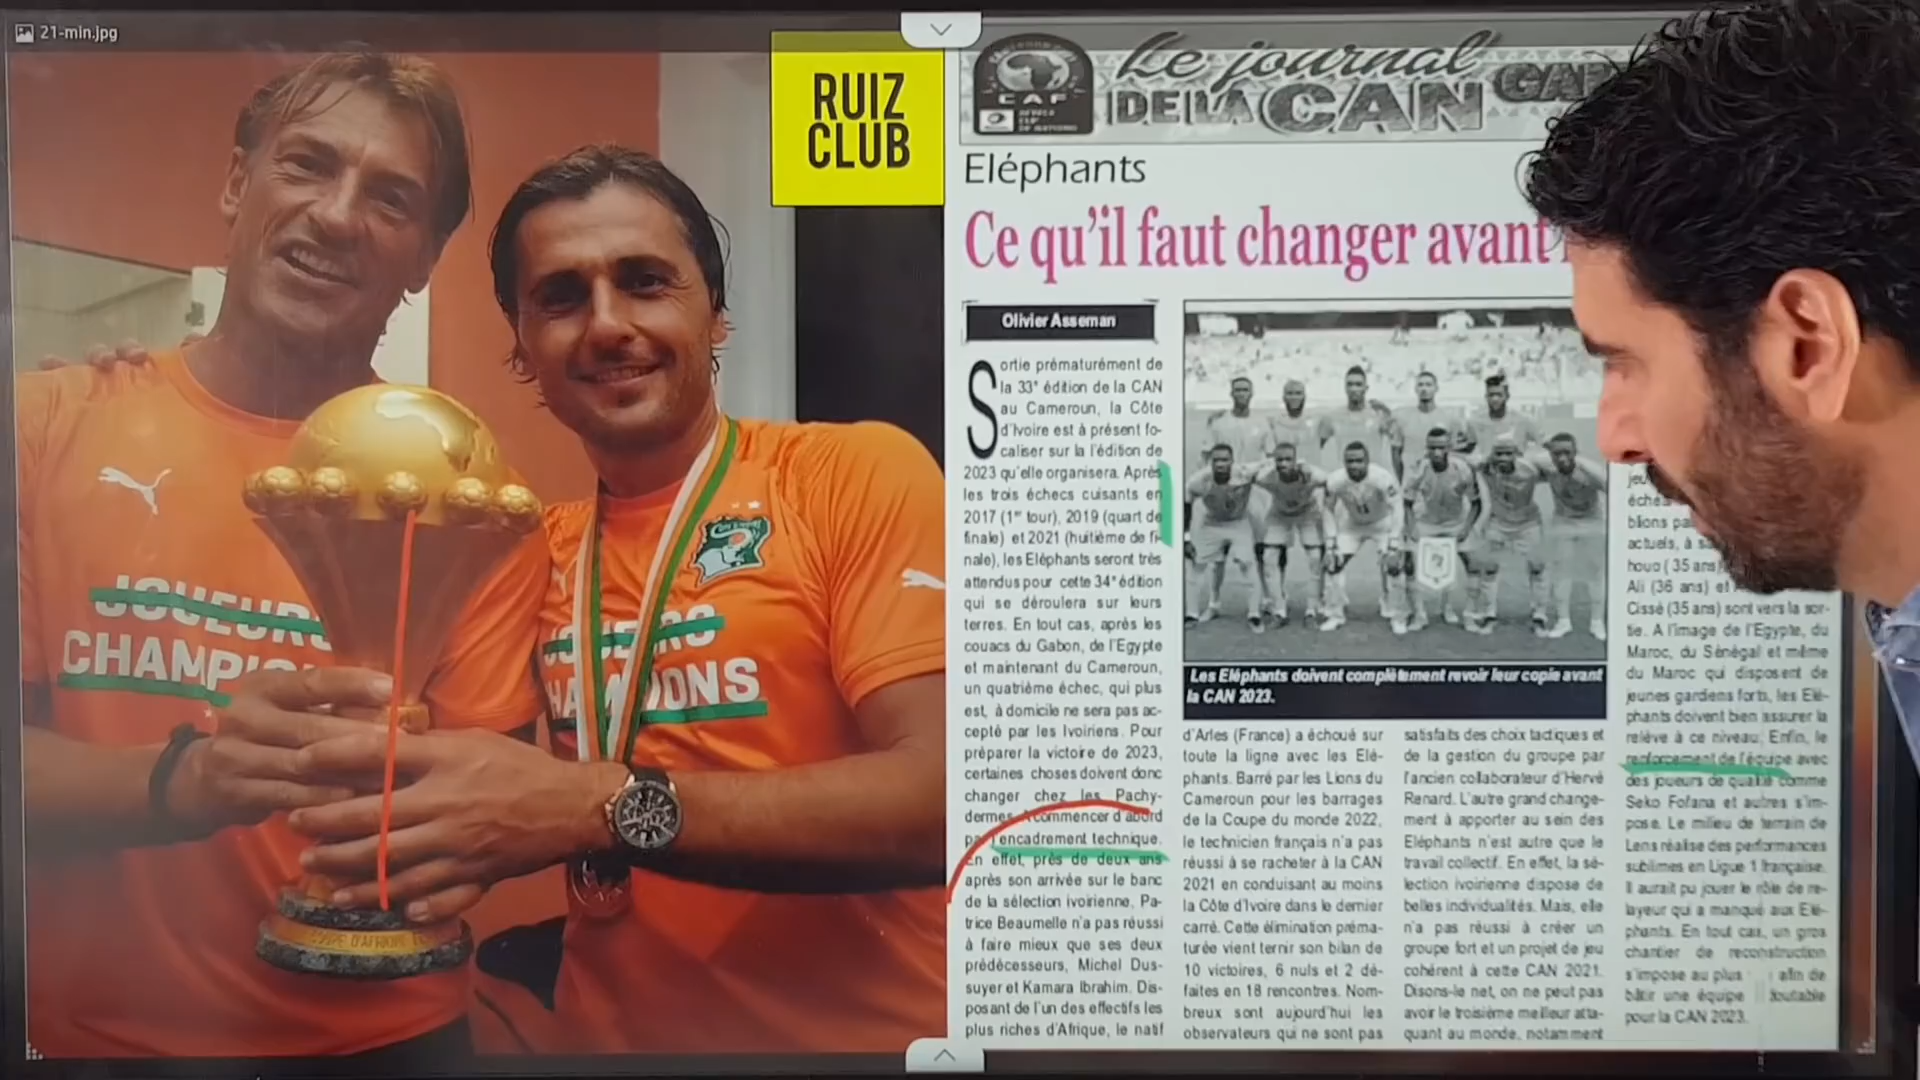 21-min.jpg
RUIZ
CLUB
JOUEURS
CHAMPI
JOUEURS
CHAMPIONS
COUPE D'AFRIQUE
CAF
Le journal
DE LA CAN
Eléphants
Ce qu'il faut changer avant
Olivier Asseman
Sortie prématurément de
la 33e édition de la CAN
au Cameroun, la Côte
d'Ivoire est à présent fo-
caliser sur la l'édition de
2023 qu'elle organisera. Après
les trois échecs cuisants en
2017 (1er tour), 2019 (quart de
finale) et 2021 (huitième de fi-
nale), les Eléphants seront très
attendus pour cette 34e édition
qui se déroulera sur leurs
terres. En tout cas, après les
couacs du Gabon, de l'Egypte
et maintenant du Cameroun,
un quatrième échec, qui plus
est, à domicile ne sera pas ac-
cepté par les Ivoiriens. Pour
préparer la victoire de 2023,
certaines choses doivent donc
changer chez les Pachy-
dermes. A commencer d'abord
par l'encadrement technique.
En effet, près de deux ans
après son arrivée sur le banc
de la sélection ivoirienne, Pa-
trice Beaumelle n'a pas réussi
à faire mieux que ses deux
prédécesseurs, Michel Dus-
suyer et Kamara Ibrahim. Dis-
posant de l'un des effectifs les
plus riches d'Afrique, le natif
Les Eléphants doivent complètement revoir leur copie avant
la CAN 2023.
d'Arles (France) a échoué sur
toute la ligne avec les Elé-
phants. Barré par les Lions du
Cameroun pour les barrages
de la Coupe du monde 2022,
le technicien français n'a pas
réussi à se racheter à la CAN
2021 en conduisant au moins
la Côte d'Ivoire dans le dernier
carré. Cette élimination préma-
turée vient ternir son bilan de
10 victoires, 6 nuls et 2 dé-
faites en 18 rencontres. Nom-
breux sont aujourd'hui les
observateurs qui ne sont pas
satisfaits des choix tactiques et
de la gestion du groupe par
l'ancien collaborateur d'Hervé
Renard. L'autre grand change-
ment à apporter au sein des
Eléphants n'est autre que le
travail collectif. En effet, la sé-
lection ivoirienne dispose de
belles individualités. Mais, elle
n'a pas réussi à créer un
groupe fort et un projet de jeu
cohérent à cette CAN 2021.
Disons-le net, on ne peut pas
avoir le troisième meilleur atta-
quant au monde, notamment
jeu
éche
blions pa
actuels, à s
houo (35 ans)
Ali (36 ans) et
Cissé (35 ans) sont vers la sor-
tie. A l'image de l'Egypte, du
Maroc, du Sénégal et même
du Maroc qui disposent de
jeunes gardiens forts, les Elé-
phants doivent bien assurer la
relève à ce niveau. Enfin, le
renforcement de l'équipe avec
des joueurs de qualité comme
Seko Fofana et autres s'im-
pose. Le milieu de terrain de
Lens réalise des performances
sublimes en Ligue 1 française.
Il aurait pu jouer le rôle de re-
layeur qui a manqué aux Elé-
phants. En tout cas, un gros
chantier de reconstruction
s'impose au plus afin de
bâtir une équipe
pour la CAN 2023.